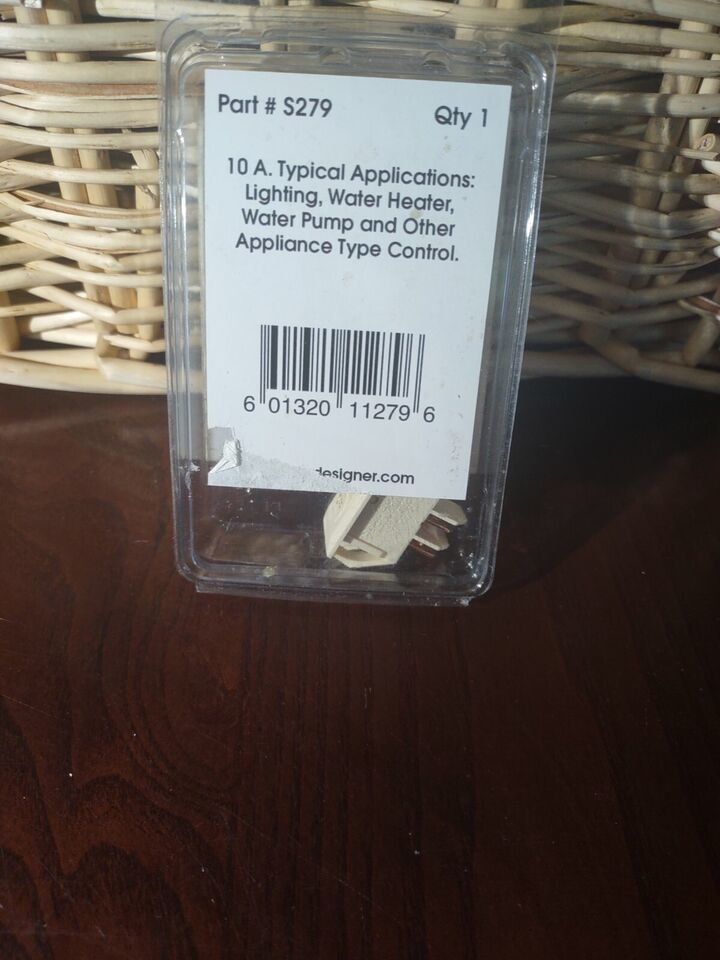 Part # S279 Qty 1
10 A. Typical Applications:
Lighting, Water Heater,
Water Pump and Other
Appliance Type Control.
6 01320 11279 6
designer.com